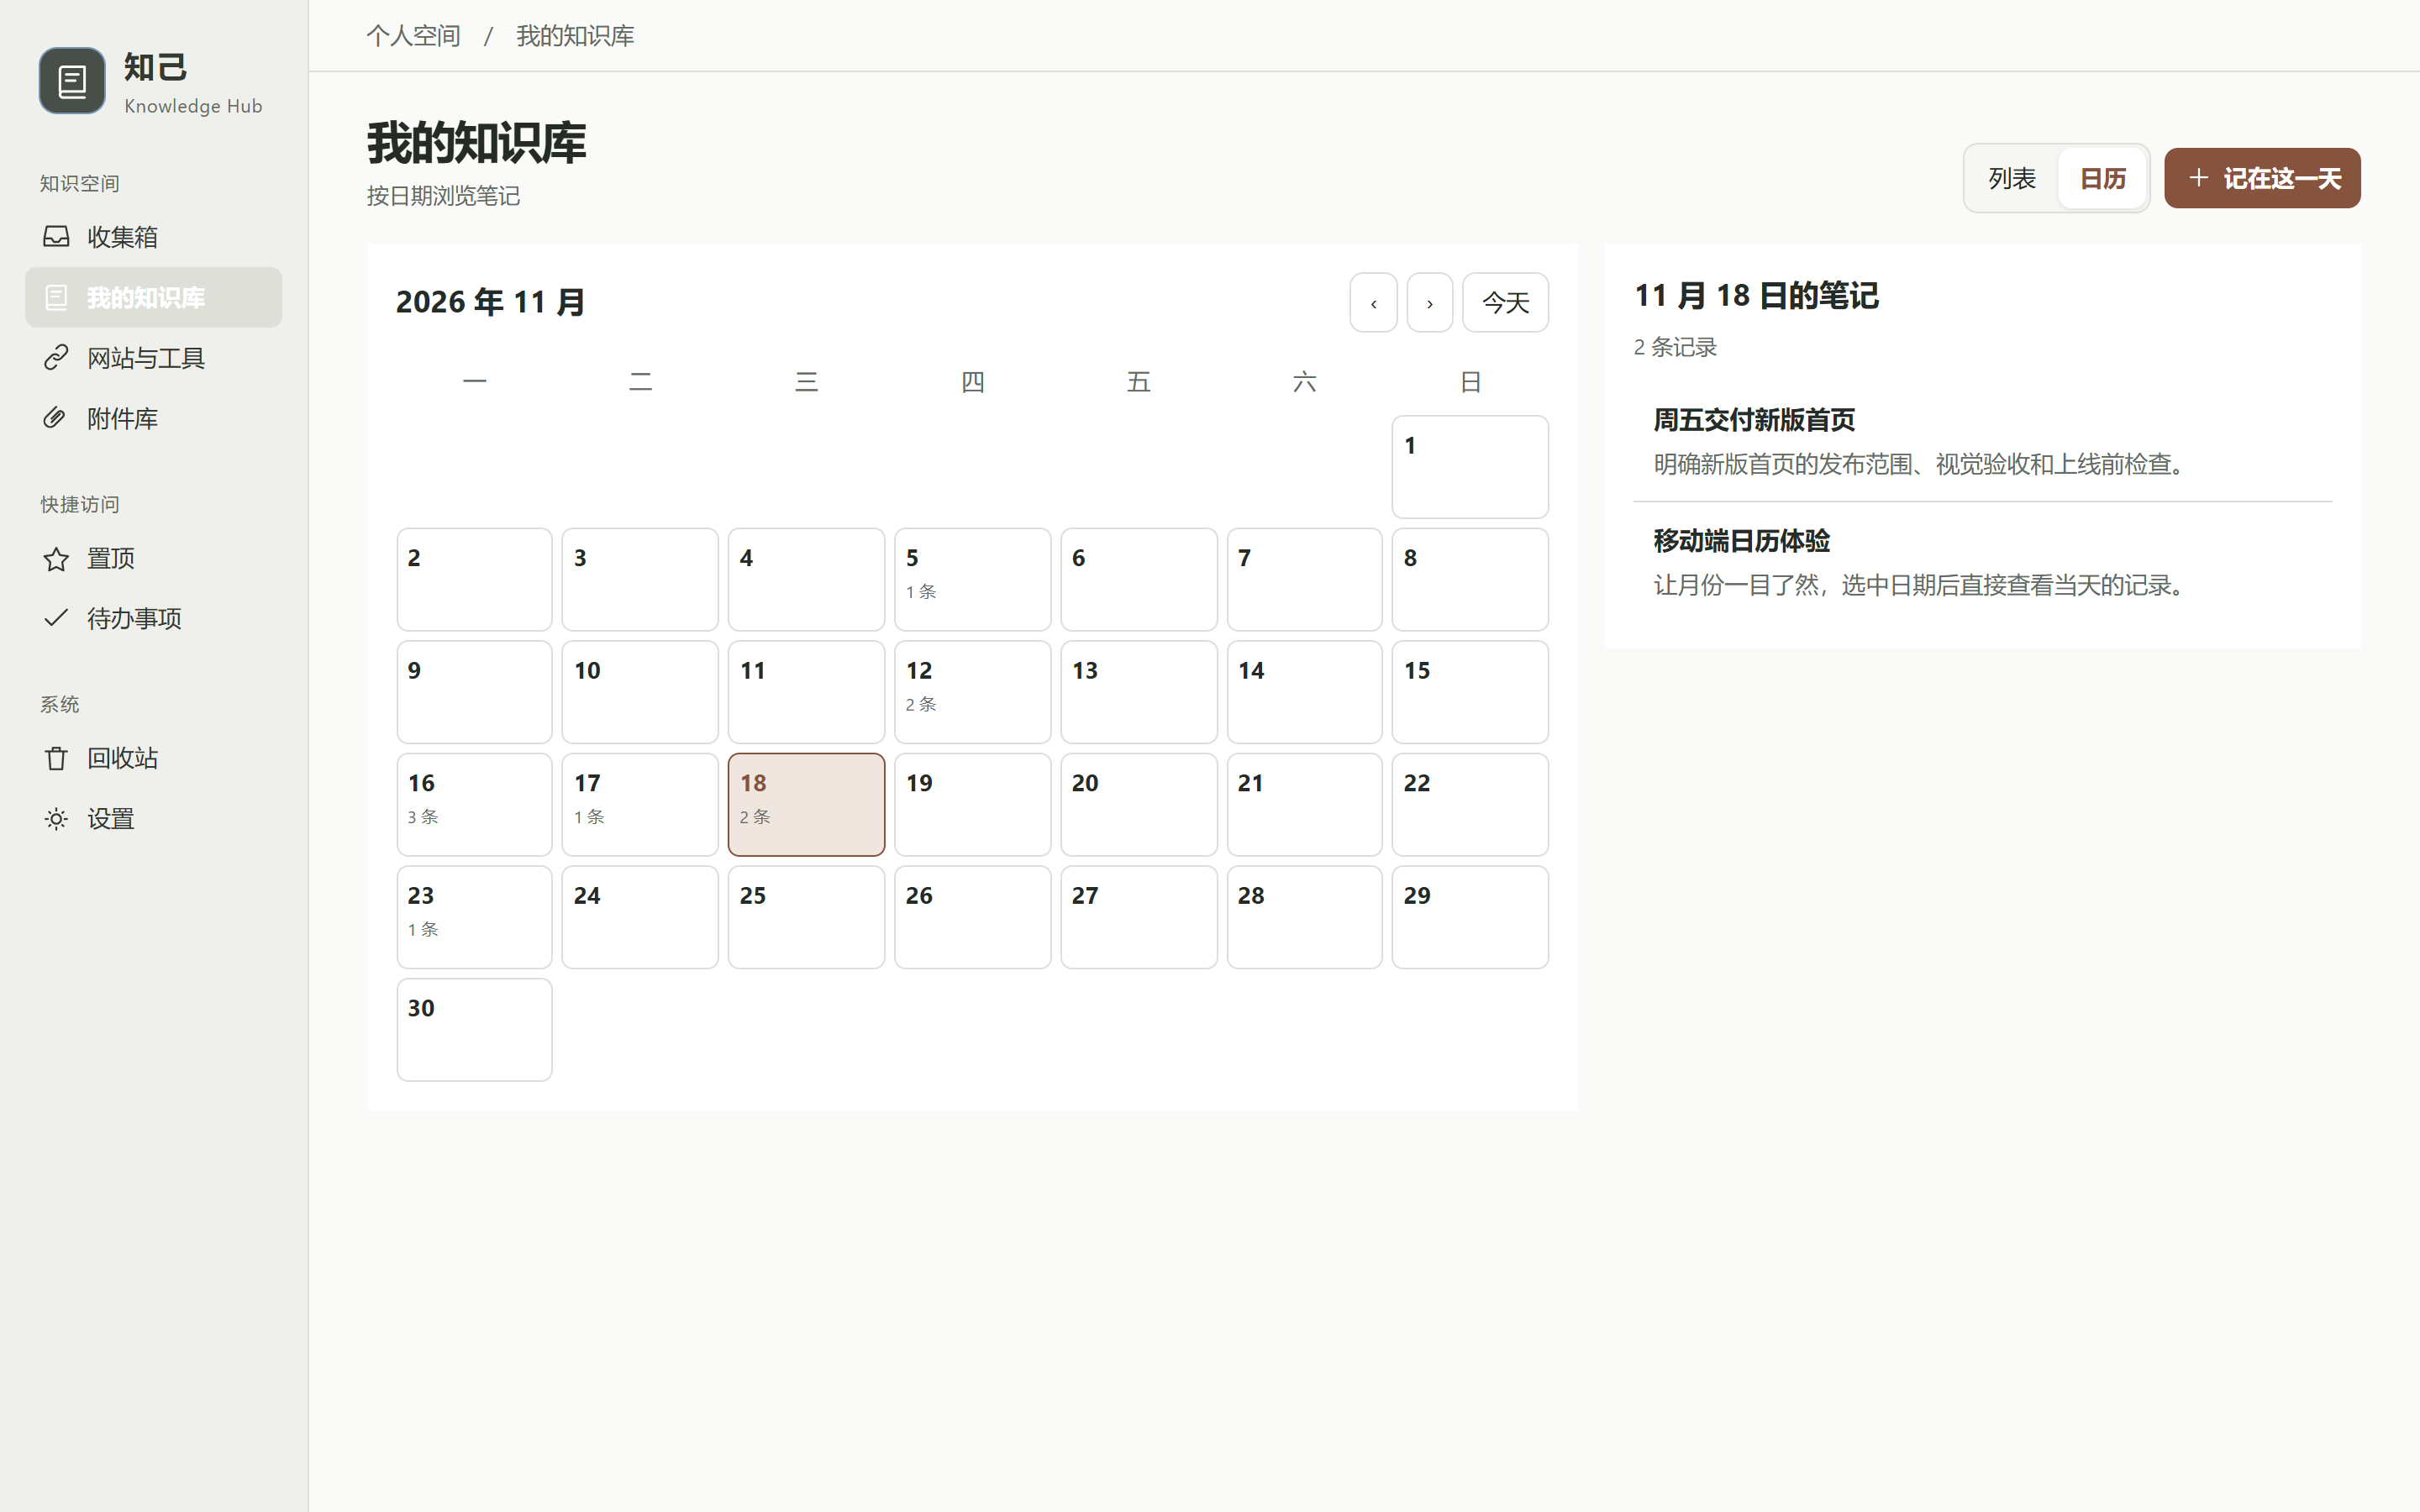 知己
Knowledge Hub
知识空间
收集箱
我的知识库
网站与工具
附件库
快捷访问
置顶
待办事项
系统
回收站
设置
个人空间 / 我的知识库
我的知识库
按日期浏览笔记
列表 日历 + 记在这一天
2026 年 11 月
‹ › 今天
一 二 三 四 五 六 日
1
2 3 4 5 6 7 8
1 条
9 10 11 12 13 14 15
2 条
16 17 18 19 20 21 22
3 条 1 条 2 条
23 24 25 26 27 28 29
1 条
30
11 月 18 日的笔记
2 条记录
周五交付新版首页
明确新版首页的发布范围、视觉验收和上线前检查。
移动端日历体验
让月份一目了然，选中日期后直接查看当天的记录。